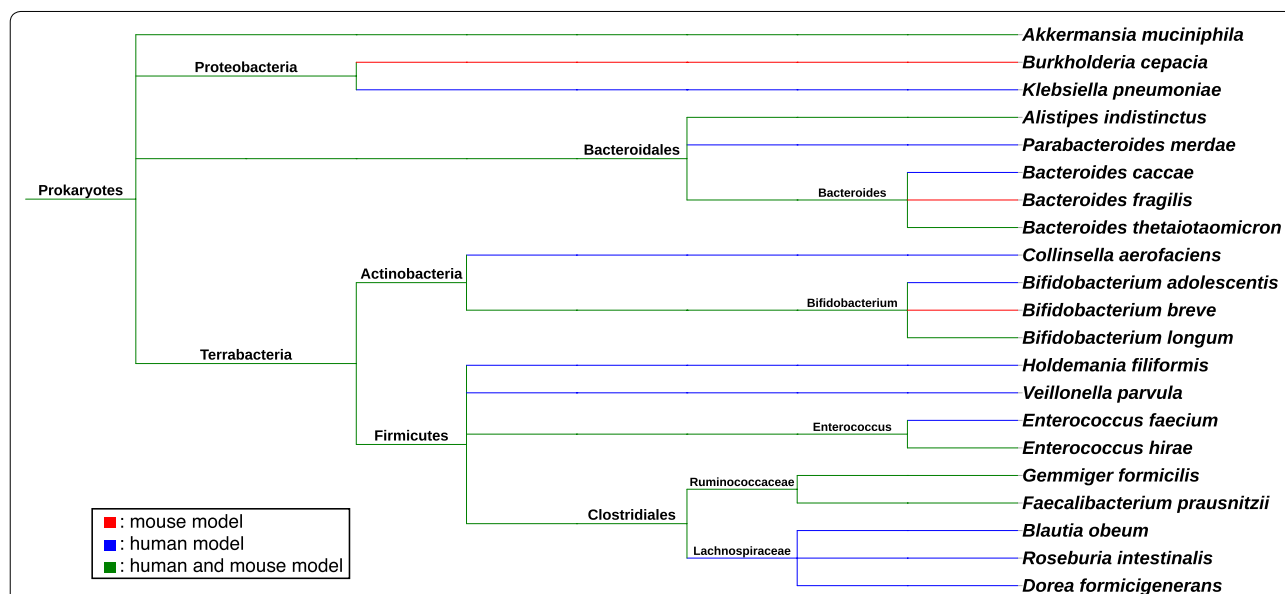 Akkermansia muciniphila
Proteobacteria
Burkholderia cepacia
Klebsiella pneumoniae
Alistipes indistinctus
Bacteroidales
Parabacteroides merdae
Bacteroides caccae
Prokaryotes
Bacteroides
Bacteroides fragilis
Bacteroides thetaiotaomicron
Collinsella aerofaciens
Actinobacteria
Bifidobacterium adolescentis
Bifidobacterium
Bifidobacterium breve
Bifidobacterium longum
Terrabacteria
Holdemania filiformis
Veillonella parvula
Enterococcus faecium
Firmicutes
Enterococcus
Enterococcus hirae
Gemmiger formicilis
Ruminococcaceae
Faecalibacterium prausnitzii
Clostridiales
Blautia obeum
Lachnospiraceae
Roseburia intestinalis
Dorea formicigenerans
: mouse model
: human model
: human and mouse model